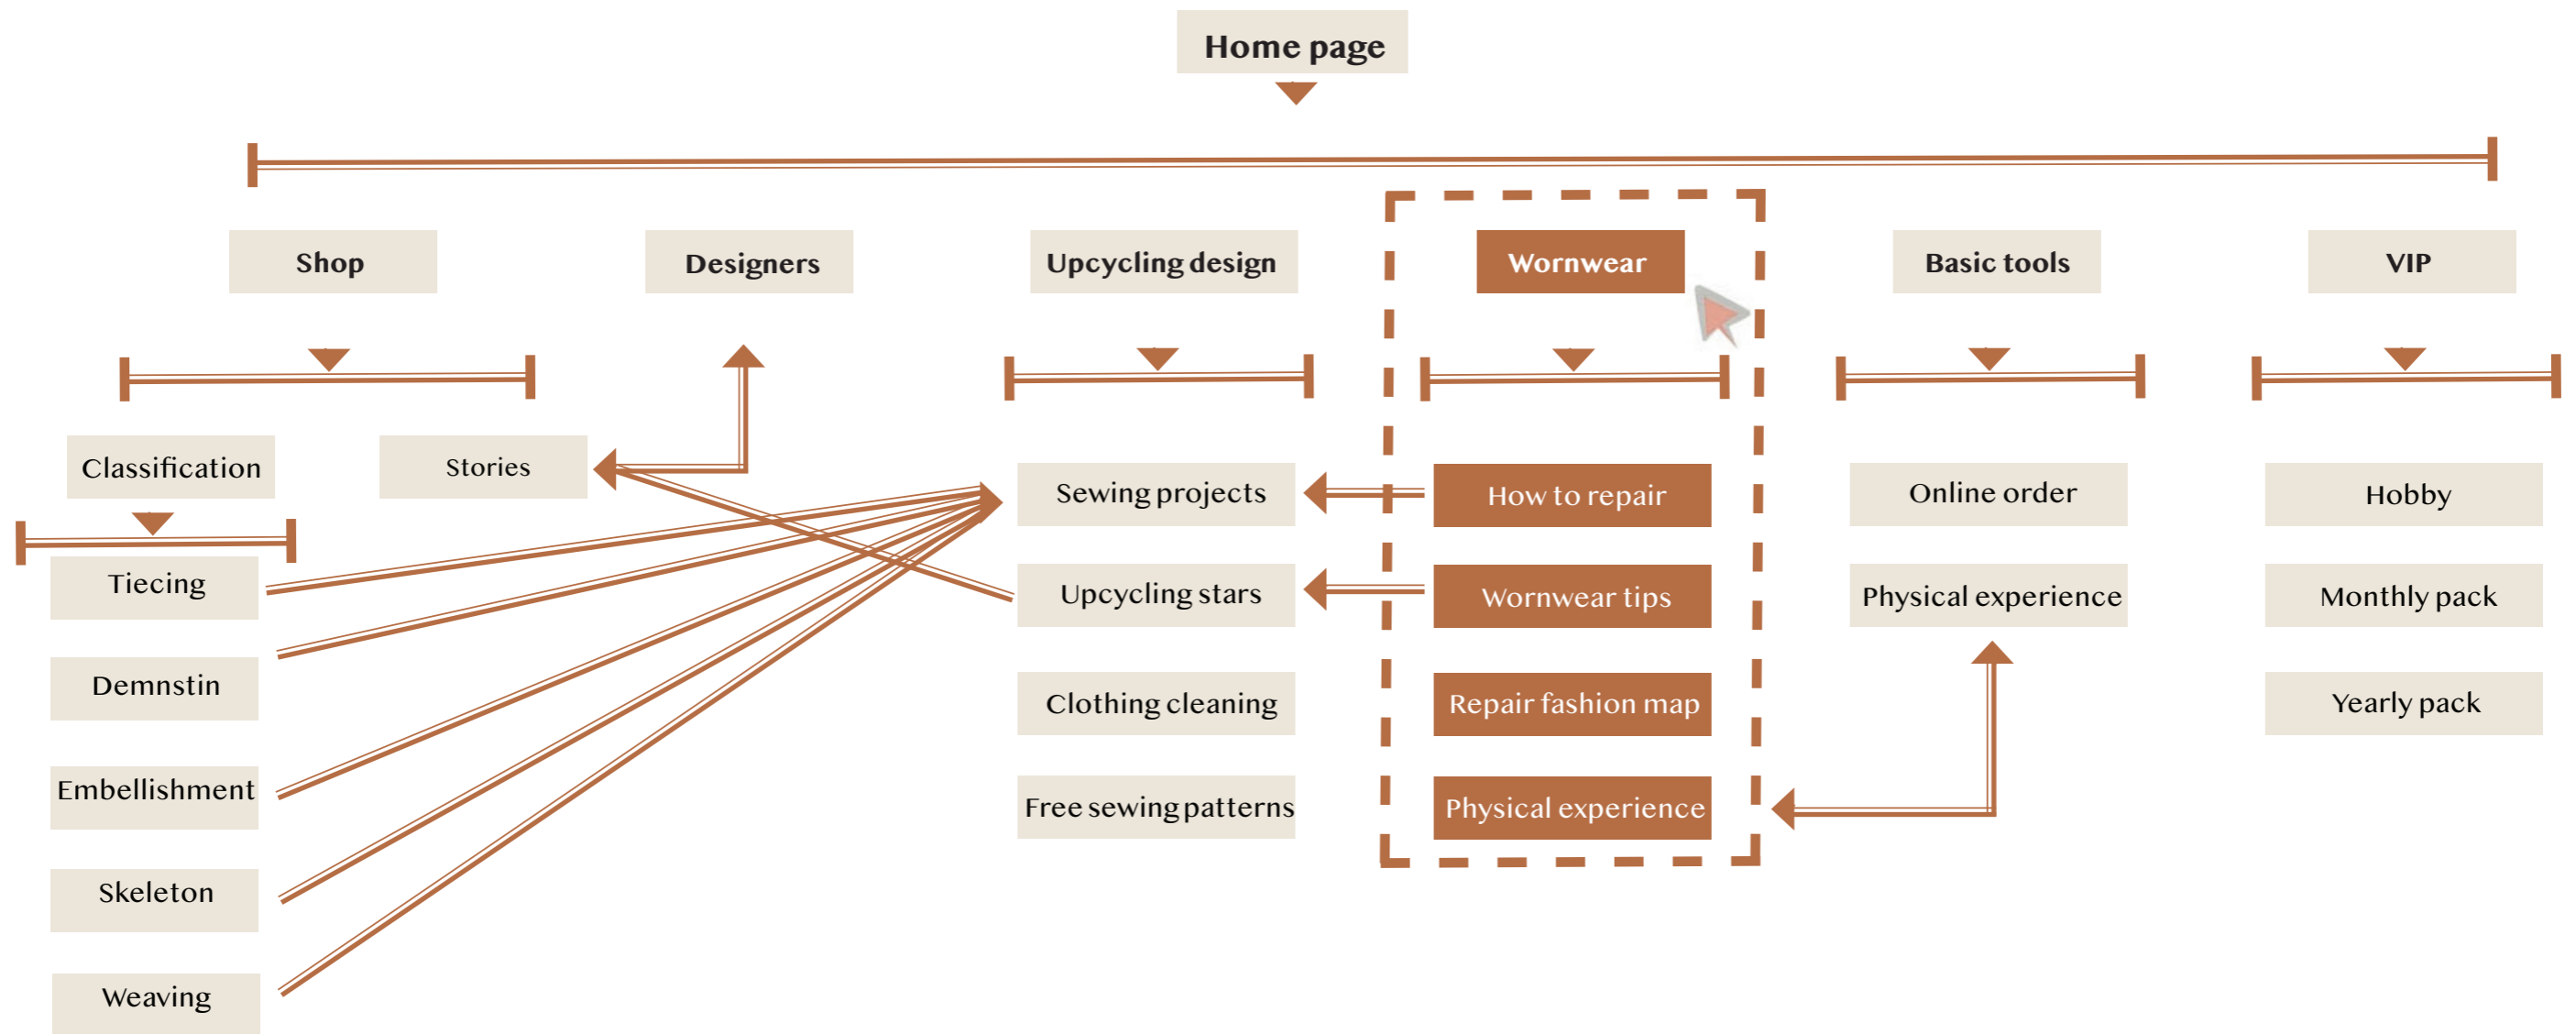 Home page
Shop
Designers
Upcycling design
Wornwear
Basic tools
VIP
Classification
Stories
Sewing projects
How to repair
Online order
Hobby
Tiecing
Upcycling stars
Wornwear tips
Physical experience
Monthly pack
Demnstin
Clothing cleaning
Repair fashion map
Yearly pack
Embellishment
Free sewing patterns
Physical experience
Skeleton
Weaving